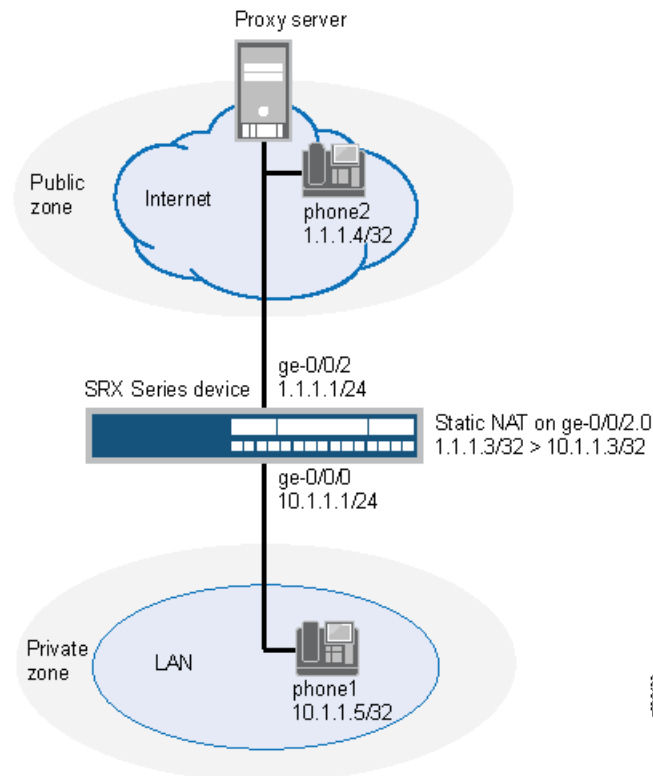 Proxy server
Public
zone
Internet
phone2
1.1.1.4/32
ge-0/0/2
1.1.1.1/24
SRX Series device
Static NAT on ge-0/0/2.0
1.1.1.3/32 > 10.1.1.3/32
ge-0/0/0
10.1.1.1/24
Private
zone
LAN
phone1
10.1.1.5/32